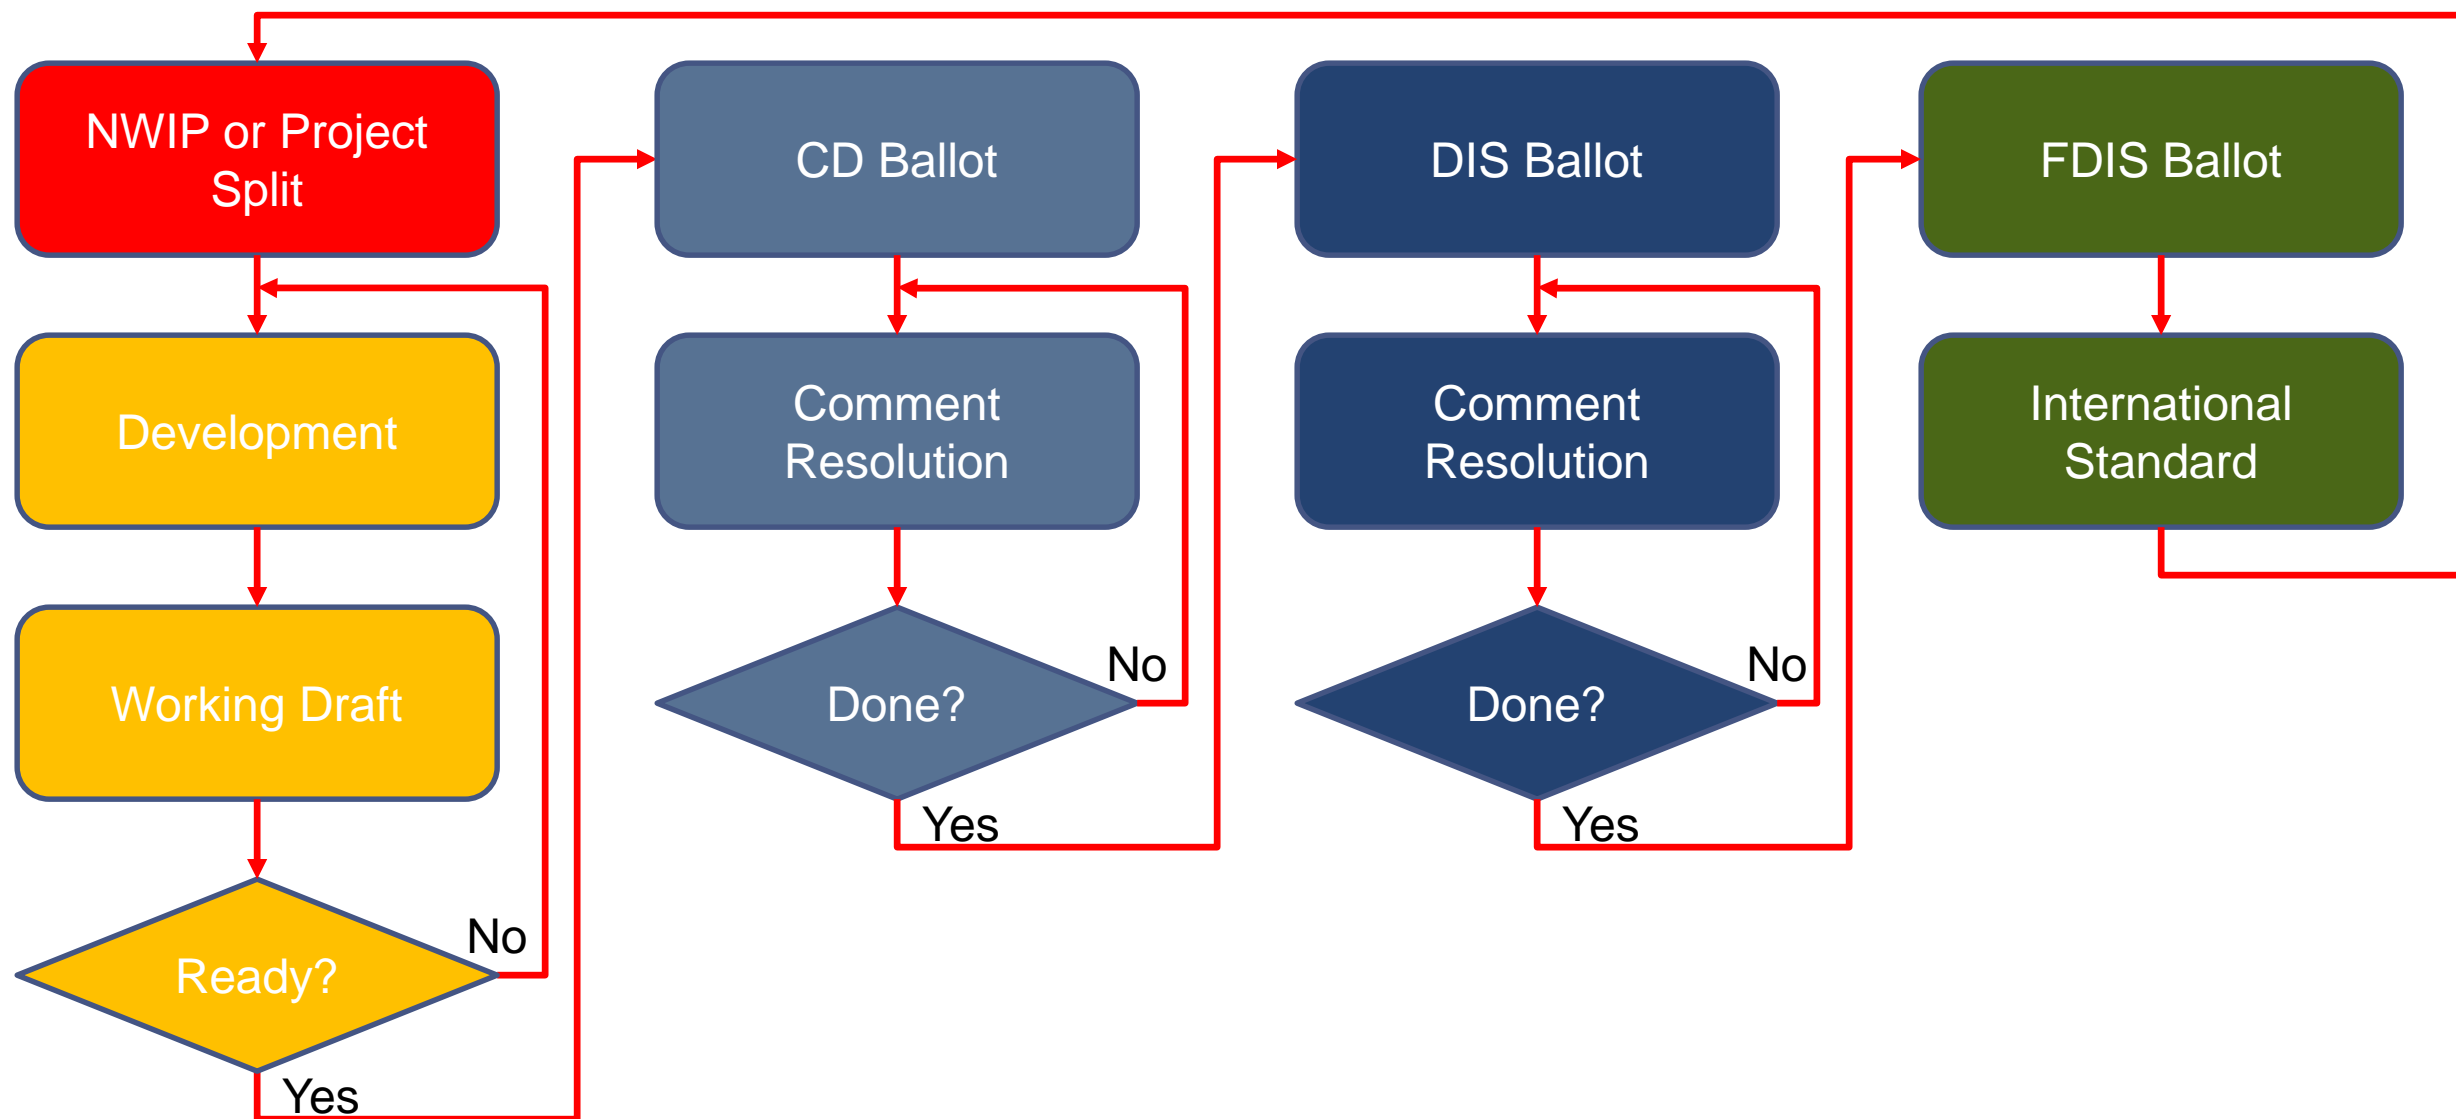 NWIP or Project
Split
Development
Working Draft
Ready?
No
Yes
CD Ballot
Comment
Resolution
Done?
No
Yes
DIS Ballot
Comment
Resolution
Done?
No
Yes
FDIS Ballot
International
Standard